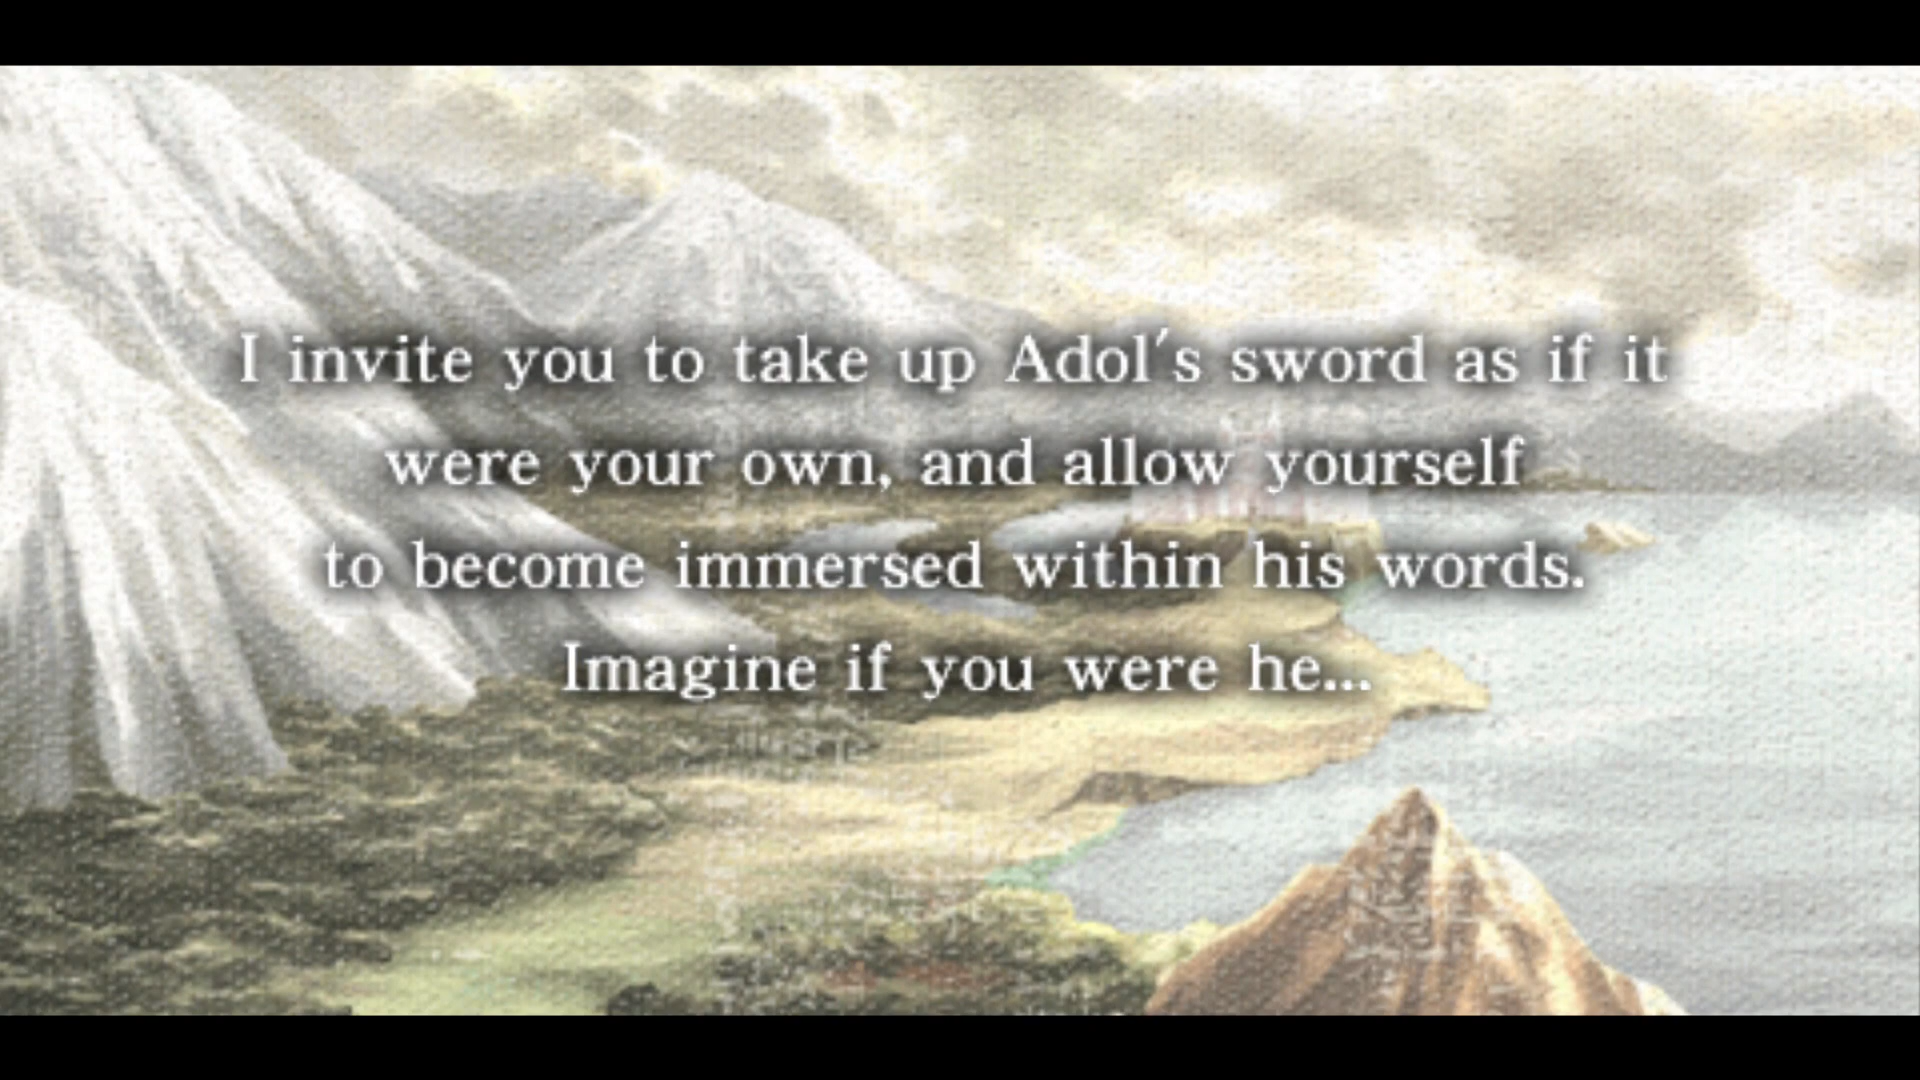 I invite you to take up Adol's sword as if it
were your own, and allow yourself
to become immersed within his words.
Imagine if you were he...